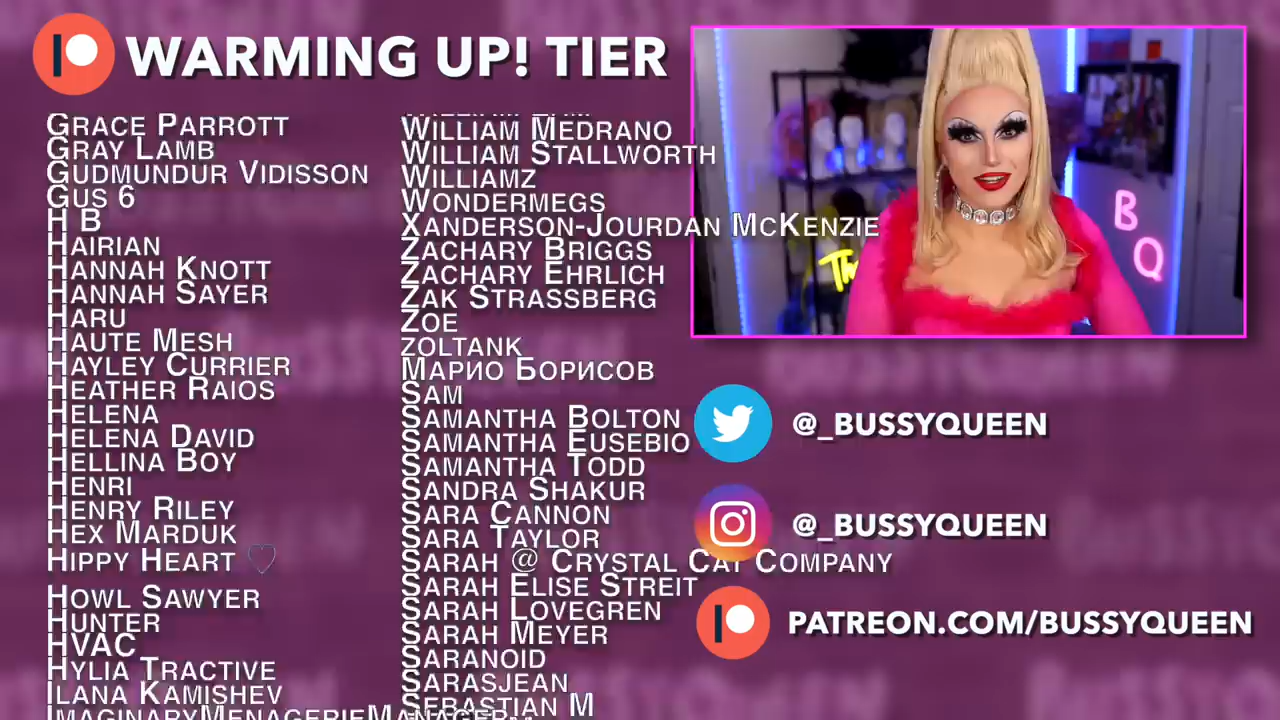 WARMING UP! TIER
GRACE PARROTT
GRAY LAMB
GUDMUNDUR VIDISSON
GUS 6
H B
HAIRIAN
HANNAH KNOTT
HANNAH SAYER
HARU
HAUTE MESH
HAYLEY CURRIER
HEATHER RAIOS
HELENA
HELENA DAVID
HELLINA BOY
HENRI
HENRY RILEY
HEX MARDUK
HIPPY HEART ♡
HOWL SAWYER
HUNTER
HVAC
HYLIA TRACTIVE
ILANA KAMISHEV
IMAGINARYMENAGERIEMANAGER
WILLIAM MEDRANO
WILLIAM STALLWORTH
WILLIAMZ
WONDERMEGS
XANDERSON-JOURDAN MCKENZIE
ZACHARY BRIGGS
ZACHARY EHRLICH
ZAK STRASSBERG
ZOE
ZOLTANK
МАРИО БОРИСОВ
SAM
SAMANTHA BOLTON
SAMANTHA EUSEBIO
SAMANTHA TODD
SANDRA SHAKUR
SARA CANNON
SARA TAYLOR
SARAH @ CRYSTAL CAT COMPANY
SARAH ELISE STREIT
SARAH LOVEGREN
SARAH MEYER
SARANOID
SARASJEAN
SEBASTIAN M
B
Q
@_BUSSYQUEEN
@_BUSSYQUEEN
PATREON.COM/BUSSYQUEEN